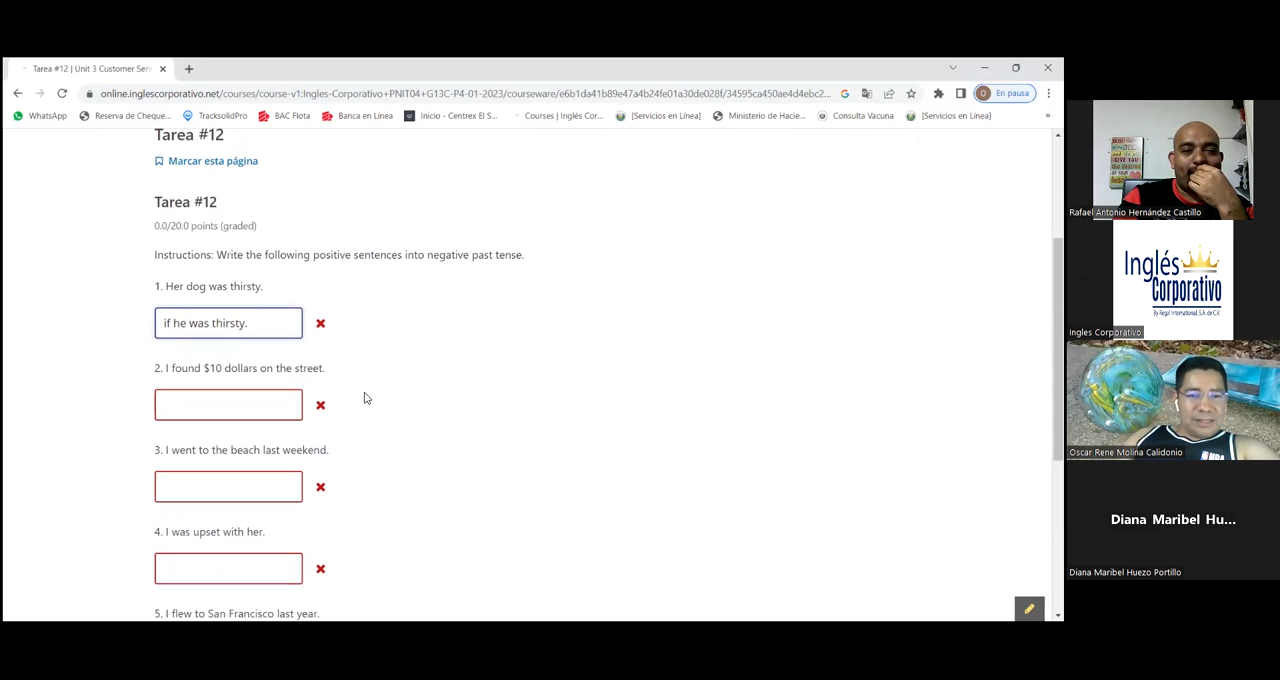 Tarea #12 | Unit 3 Customer Serv
online.inglescorporativo.net/courses/course-v1:Ingles-Corporativo+PNIT04+G13C-P4-01-2023/courseware/e6b1da41b89e47a4b24fe01a30de028f/34595ca450ae4d4ebc2...
En pausa
WhatsApp
Reserva de Cheque...
TracksolidPro
BAC Flota
Banca en Línea
Inicio - Centrex El S...
Courses | Inglés Cor...
[Servicios en Línea]
Ministerio de Hacie...
Consulta Vacuna
[Servicios en Línea]
Tarea #12
Marcar esta página
Tarea #12
0.0/20.0 points (graded)
Instructions: Write the following positive sentences into negative past tense.
1. Her dog was thirsty.
if he was thirsty.
2. I found $10 dollars on the street.
3. I went to the beach last weekend.
4. I was upset with her.
5. I flew to San Francisco last year.
Rafael Antonio Hernández Castillo
Inglés
Corporativo
By Regal International, S.A. de C.V.
Ingles Corporativo
Oscar Rene Molina Calidonio
Diana Maribel Hu...
Diana Maribel Huezo Portillo